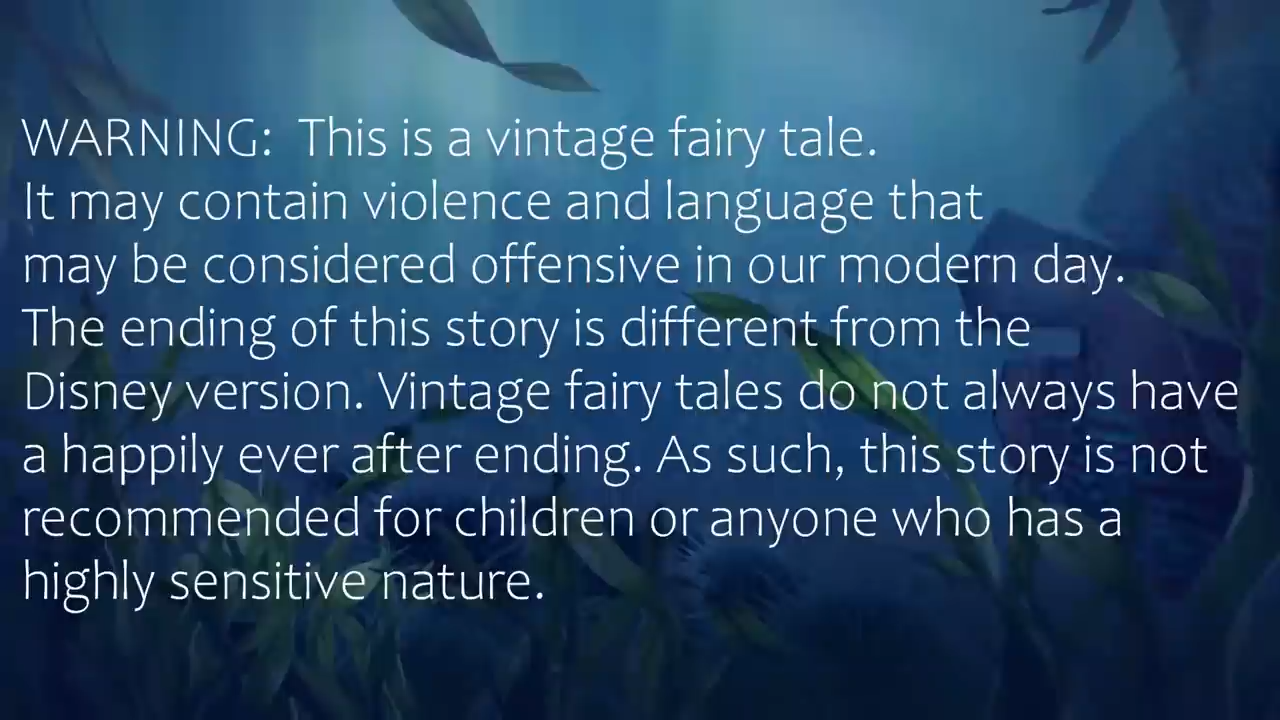 WARNING:  This is a vintage fairy tale.
It may contain violence and language that
may be considered offensive in our modern day.
The ending of this story is different from the
Disney version. Vintage fairy tales do not always have
a happily ever after ending. As such, this story is not
recommended for children or anyone who has a
highly sensitive nature.